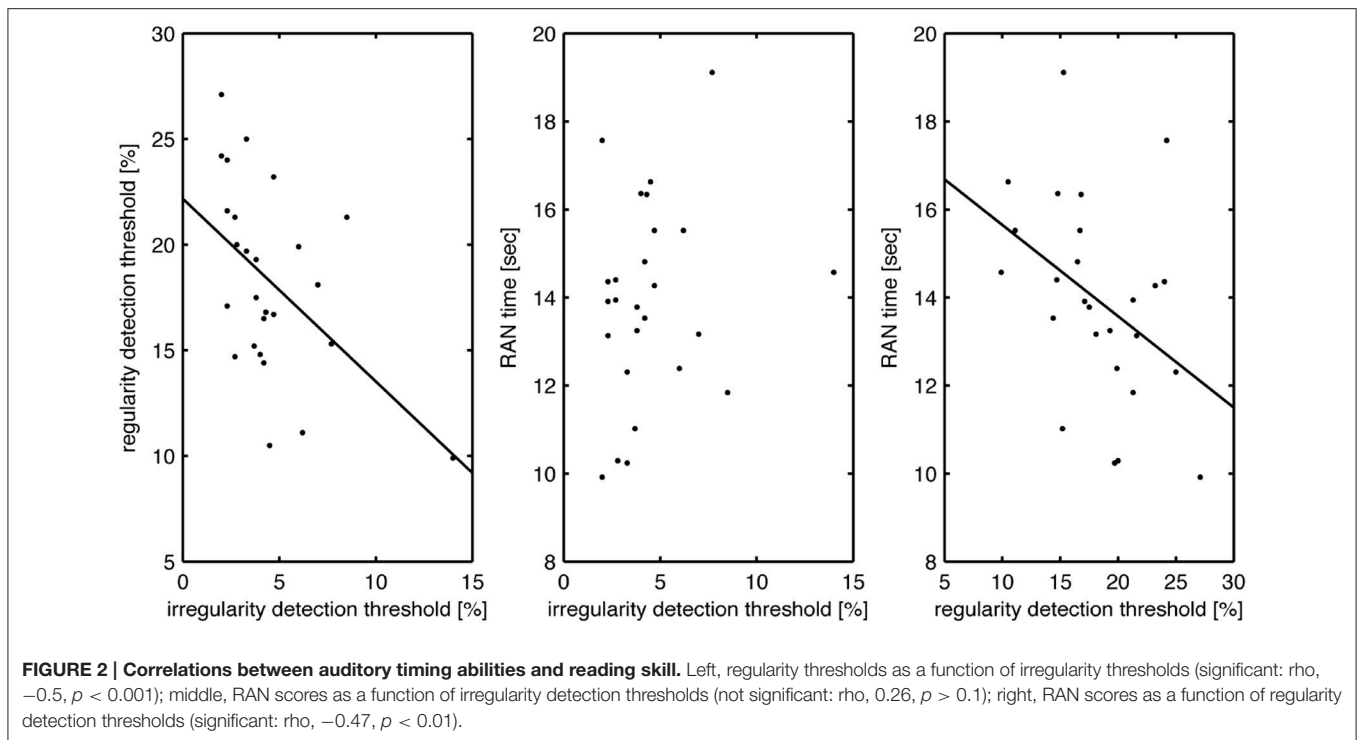 30
25
20
15
10
5
regularity detection threshold [%]
0 5 10 15
irregularity detection threshold [%]
20
18
16
14
12
10
8
RAN time [sec]
0 5 10 15
irregularity detection threshold [%]
20
18
16
14
12
10
8
RAN time [sec]
5 10 15 20 25 30
regularity detection threshold [%]
FIGURE 2 | Correlations between auditory timing abilities and reading skill. Left, regularity thresholds as a function of irregularity thresholds (significant: rho,
−0.5, p < 0.001); middle, RAN scores as a function of irregularity detection thresholds (not significant: rho, 0.26, p > 0.1); right, RAN scores as a function of regularity
detection thresholds (significant: rho, −0.47, p < 0.01).